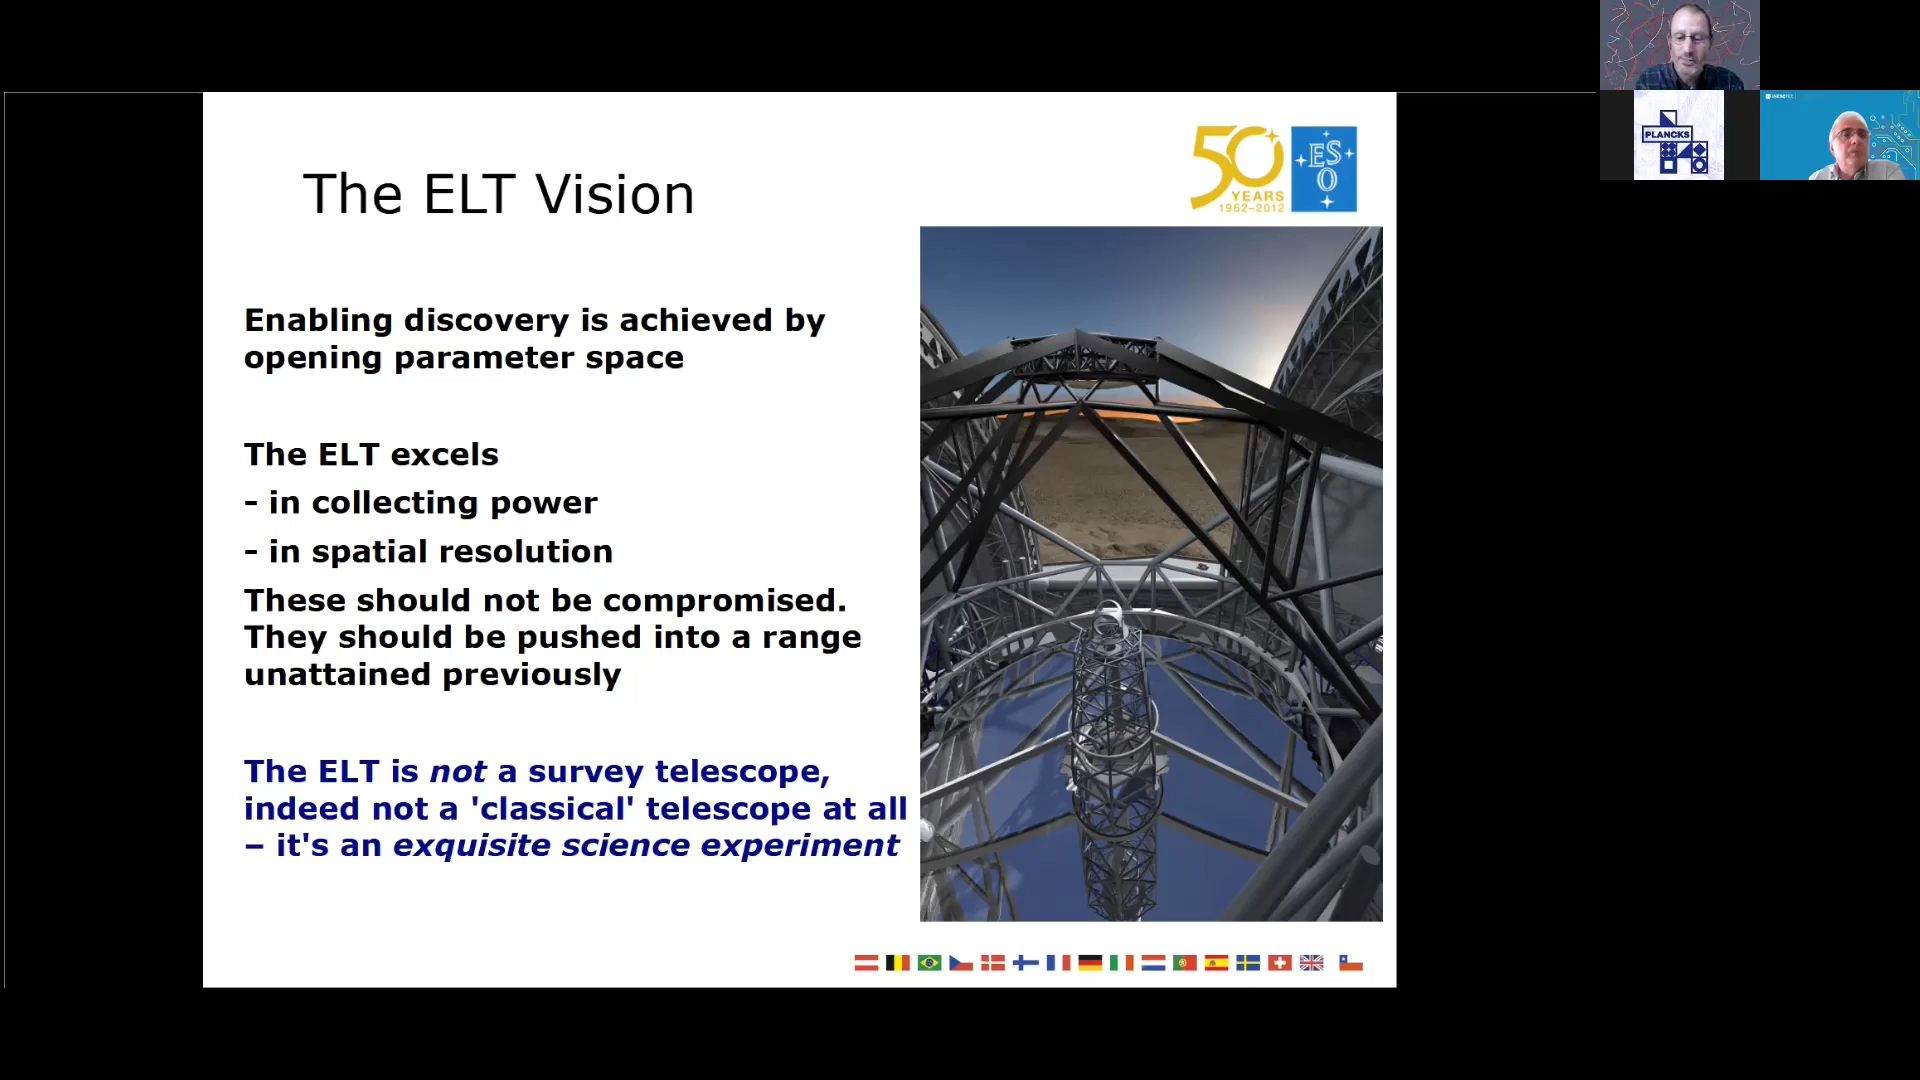 The ELT Vision
50
YEARS
1962–2012
ES
O
Enabling discovery is achieved by
opening parameter space
The ELT excels
- in collecting power
- in spatial resolution
These should not be compromised.
They should be pushed into a range
unattained previously
The ELT is not a survey telescope,
indeed not a 'classical' telescope at all
– it's an exquisite science experiment
PLANCKS